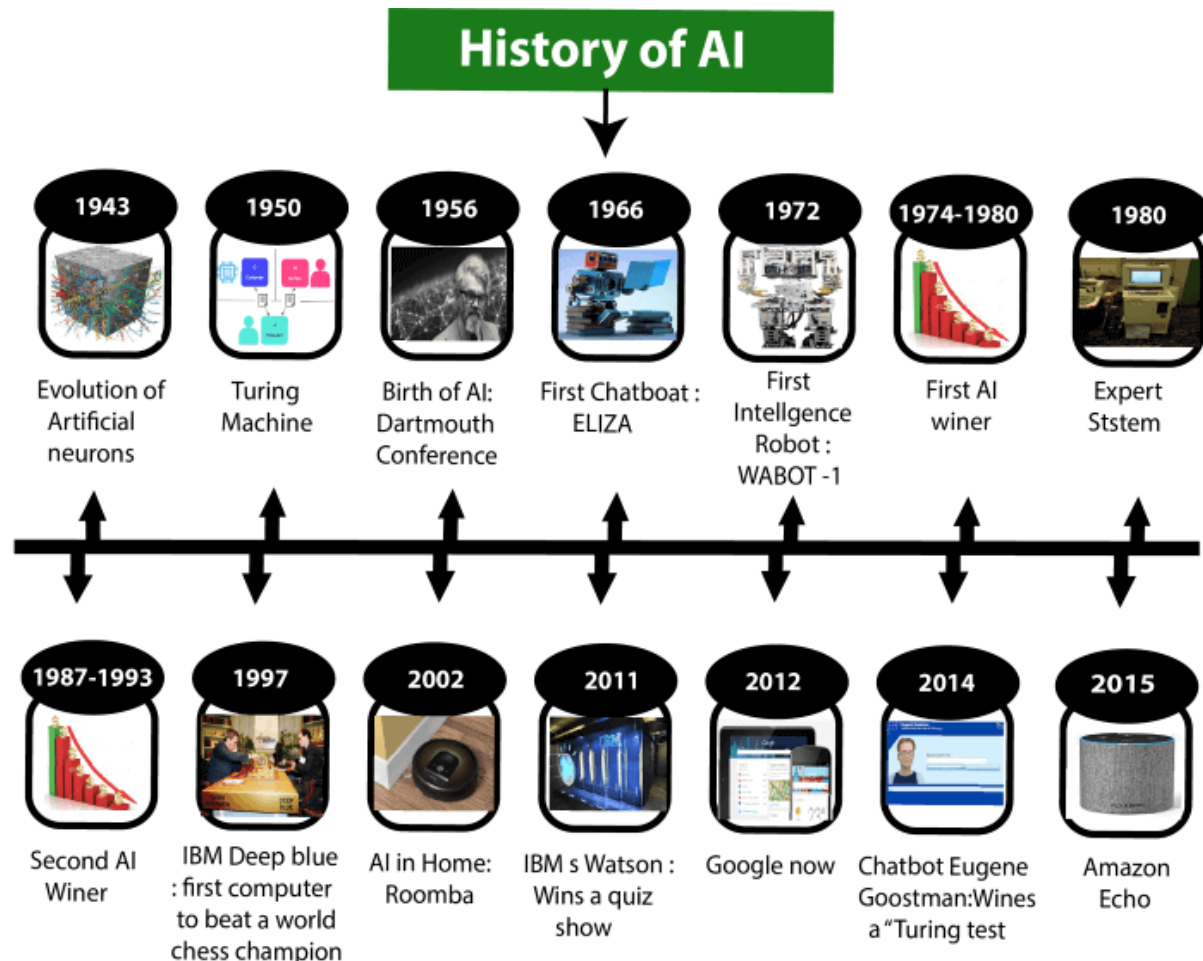 History of AI
1943
1950
1956
1966
1972
1974-1980
1980
Evolution of
Artificial
neurons
Turing
Machine
Birth of AI:
Dartmouth
Conference
First Chatboat :
ELIZA
First
Intellgence
Robot :
WABOT -1
First AI
winer
Expert
Ststem
1987-1993
1997
2002
2011
2012
2014
2015
Second AI
Winer
IBM Deep blue
: first computer
to beat a world
chess champion
AI in Home:
Roomba
IBM s Watson :
Wins a quiz
show
Google now
Chatbot Eugene
Goostman:Wines
a "Turing test
Amazon
Echo